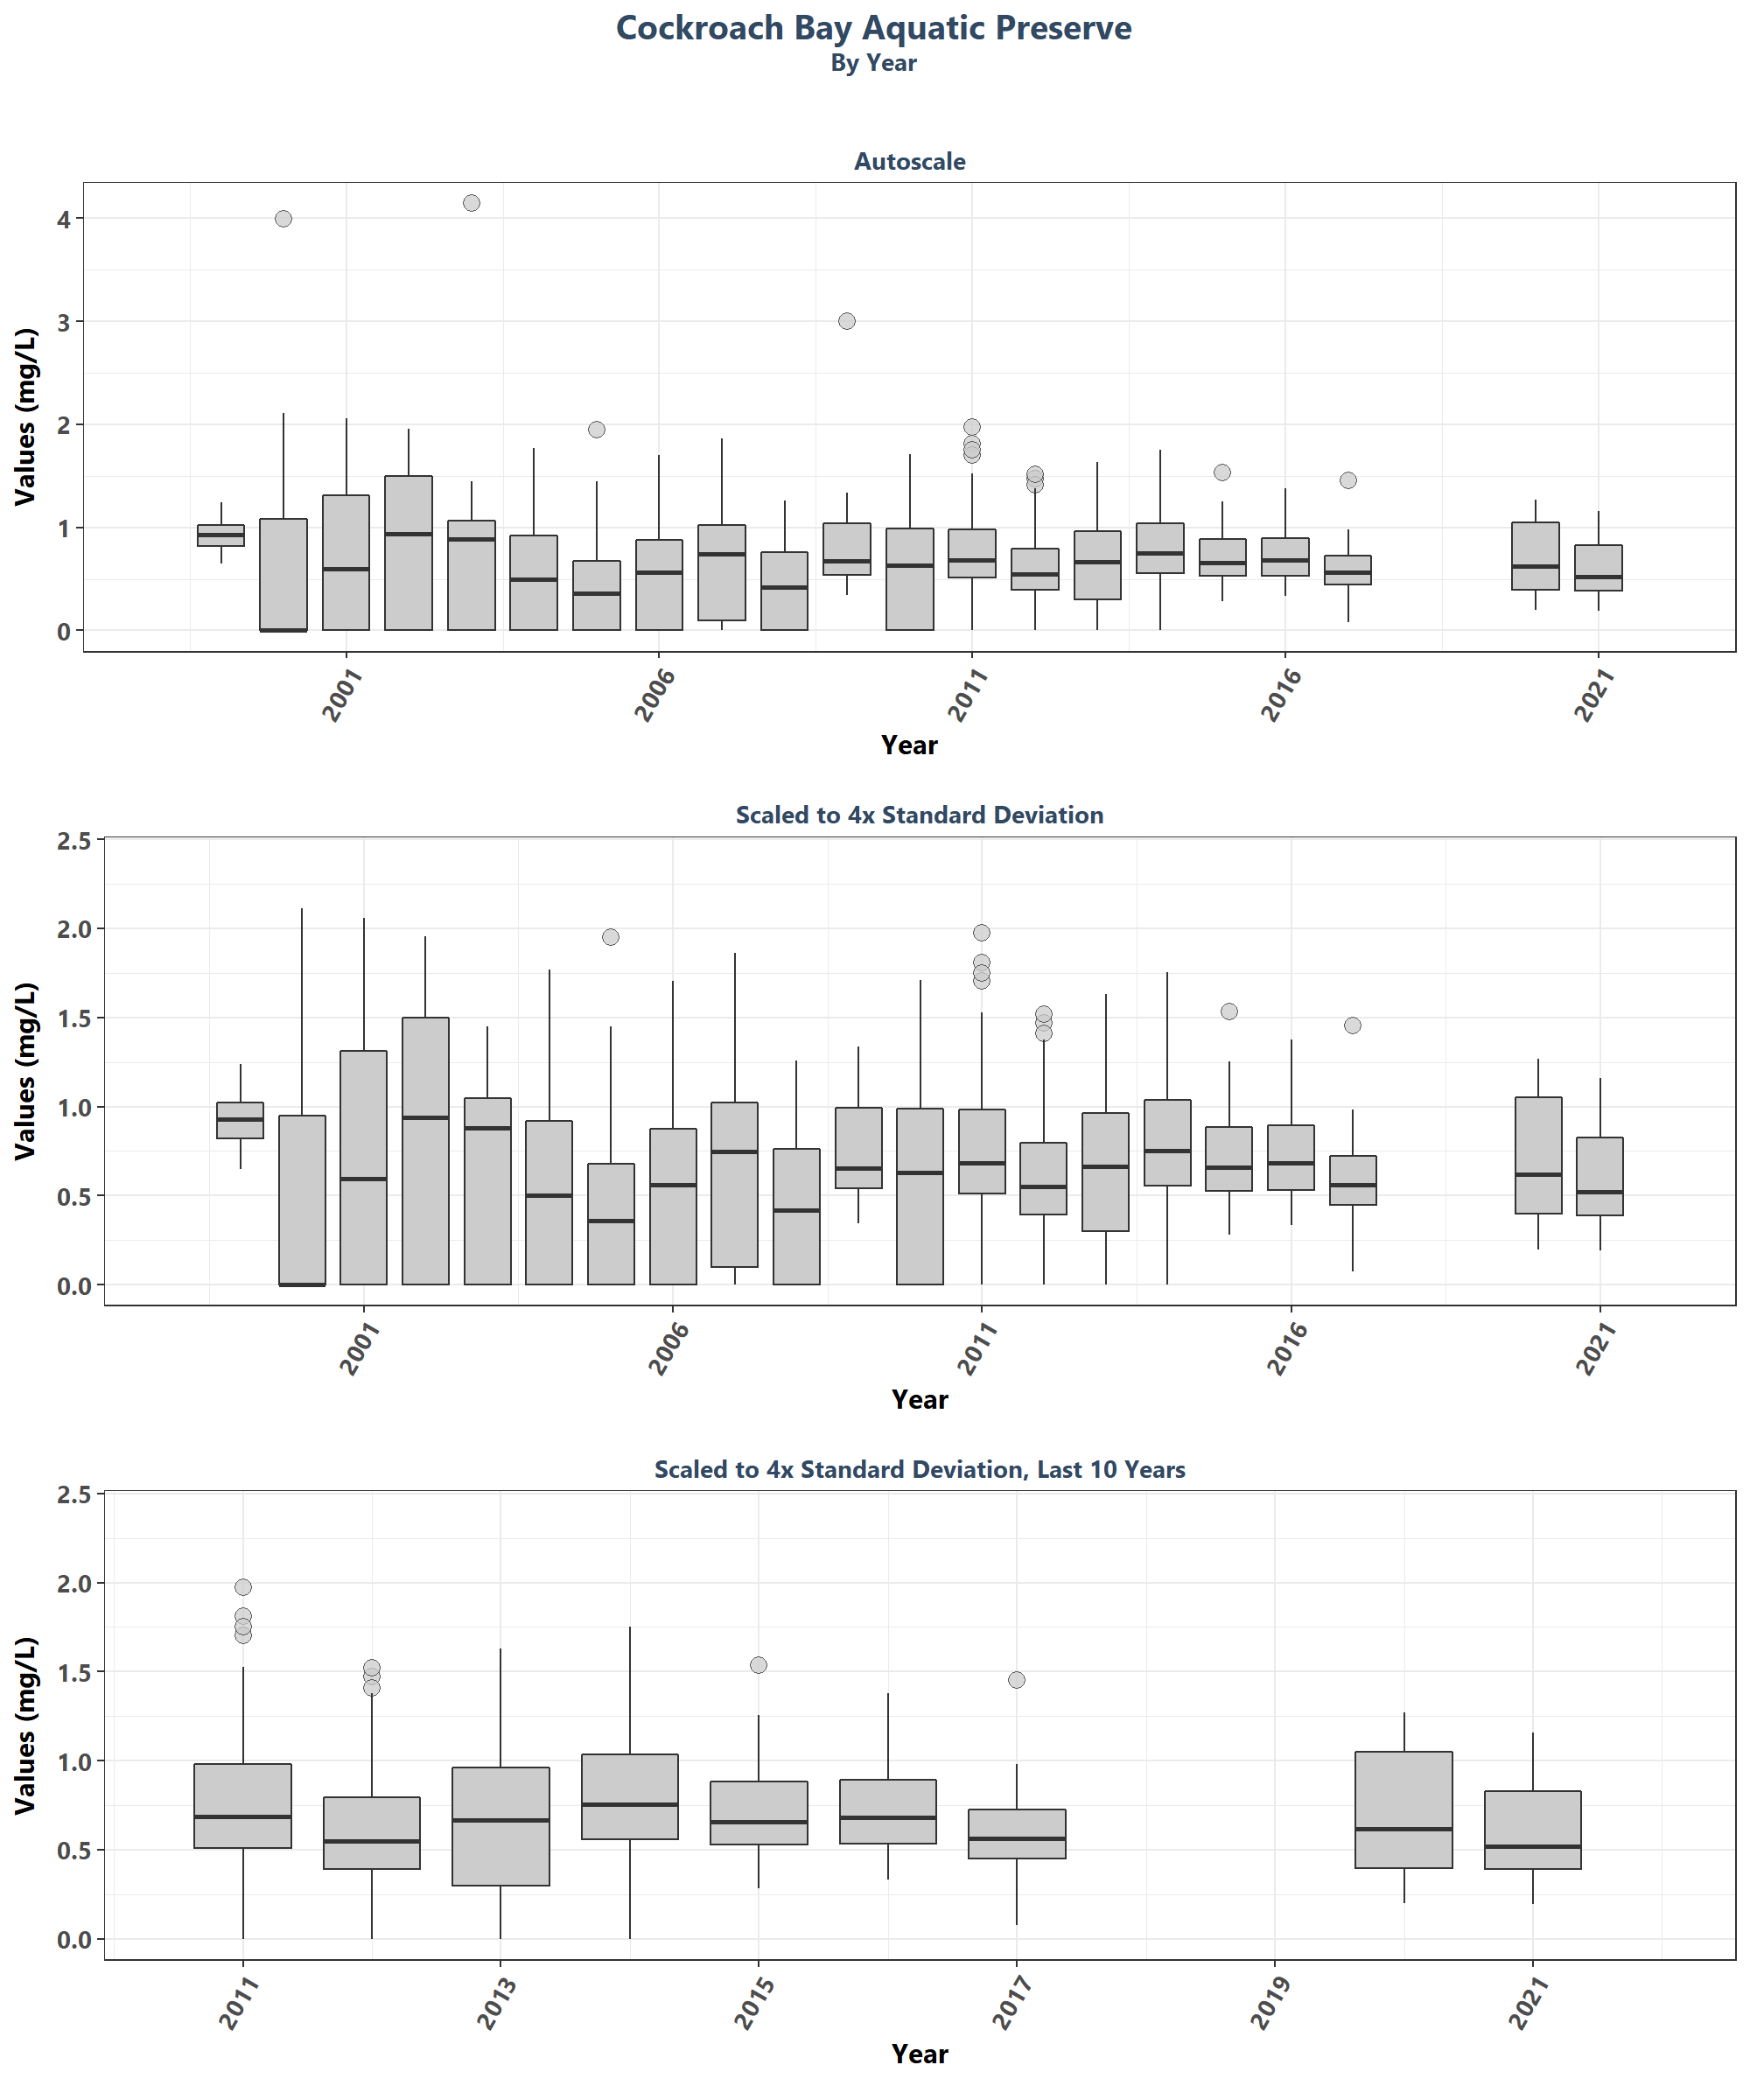 Cockroach Bay Aquatic Preserve
By Year
Autoscale
Values (mg/L)
4
3
2
1
0
2001 2006 2011 2016 2021
Year
Scaled to 4x Standard Deviation
Values (mg/L)
2.5
2.0
1.5
1.0
0.5
0.0
2001 2006 2011 2016 2021
Year
Scaled to 4x Standard Deviation, Last 10 Years
Values (mg/L)
2.5
2.0
1.5
1.0
0.5
0.0
2011 2013 2015 2017 2019 2021
Year